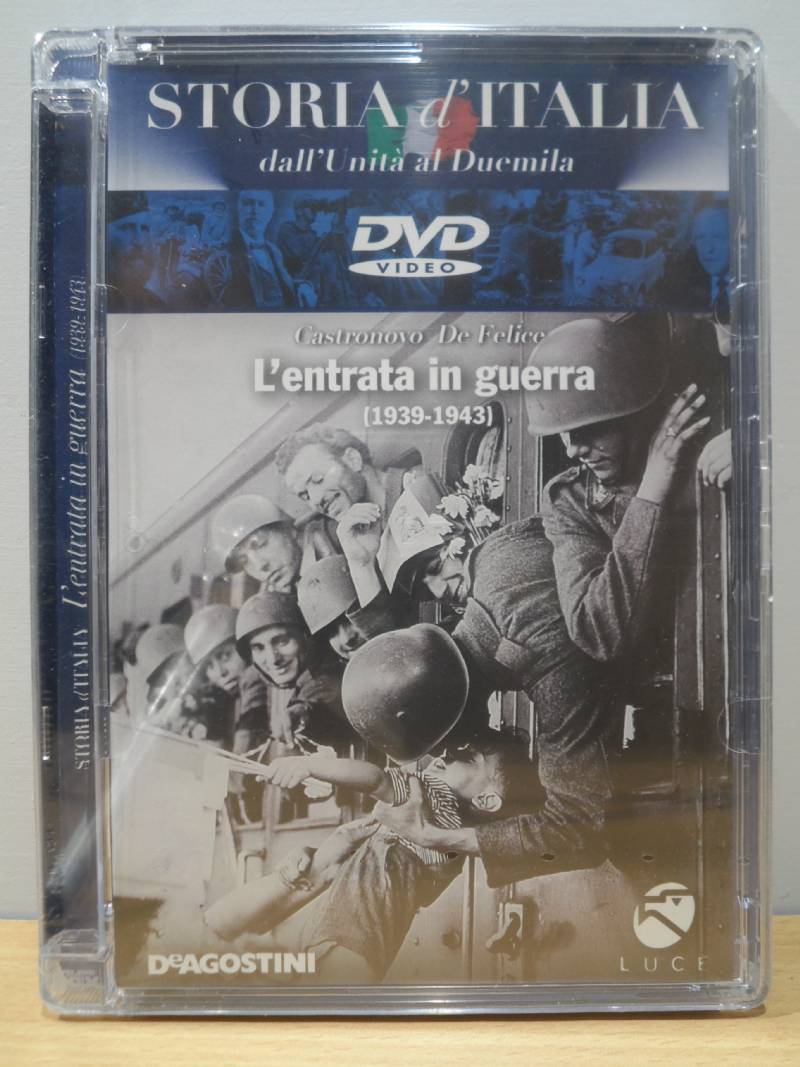 STORIA d'ITALIA
dall'Unità al Duemila
DVD
VIDEO
Castronovo De Felice
L'entrata in guerra
(1939-1943)
STORIA d'ITALIA L'entrata in guerra (1939-1943)
DeAGOSTINI
LUCE